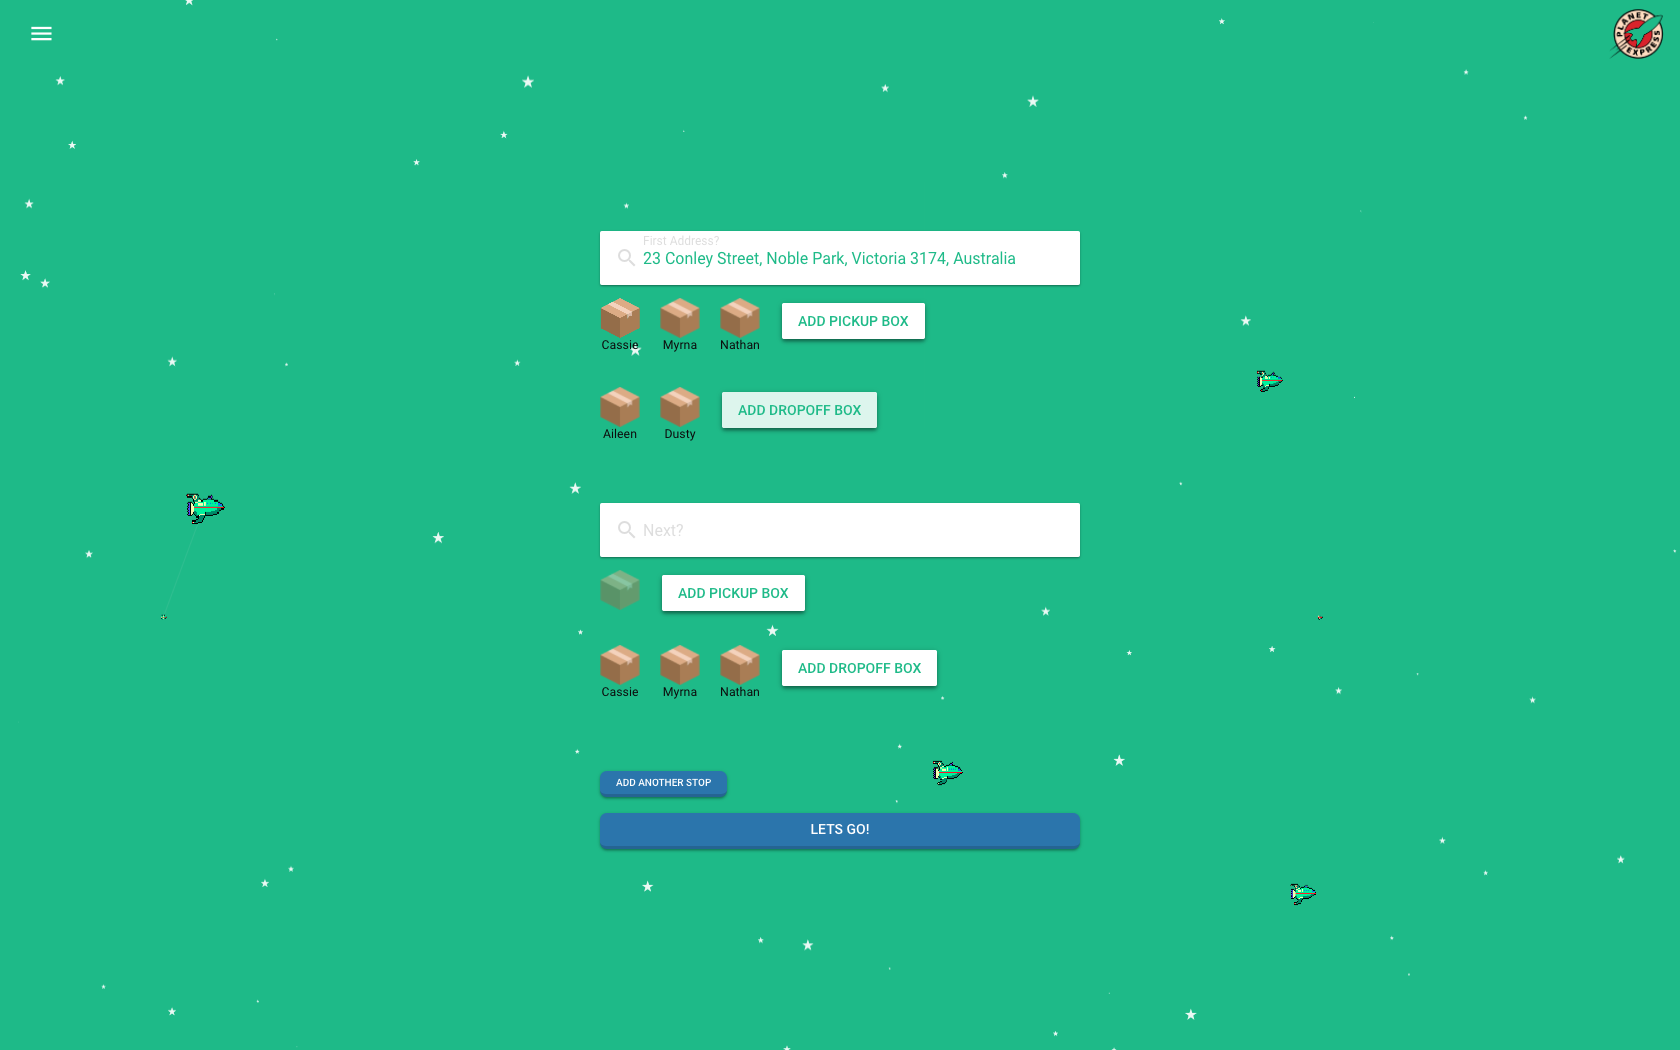 PLANET EXPRESS
First Address?
23 Conley Street, Noble Park, Victoria 3174, Australia
Cassie Myrna Nathan ADD PICKUP BOX
Aileen Dusty ADD DROPOFF BOX
Next?
ADD PICKUP BOX
Cassie Myrna Nathan ADD DROPOFF BOX
ADD ANOTHER STOP
LETS GO!